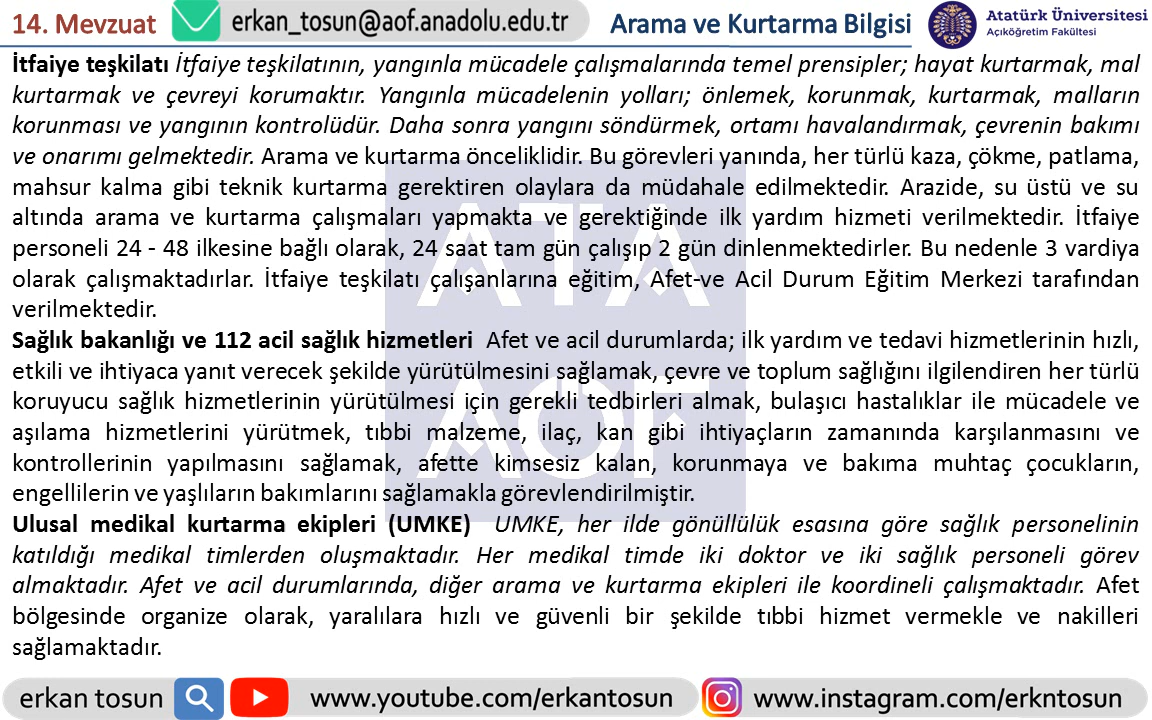 14. Mevzuat erkan_tosun@aof.anadolu.edu.tr Arama ve Kurtarma Bilgisi Atatürk Üniversitesi
Açıköğretim Fakültesi
İtfaiye teşkilatı İtfaiye teşkilatının, yangınla mücadele çalışmalarında temel prensipler; hayat kurtarmak, mal
kurtarmak ve çevreyi korumaktır. Yangınla mücadelenin yolları; önlemek, korunmak, kurtarmak, malların
korunması ve yangının kontrolüdür. Daha sonra yangını söndürmek, ortamı havalandırmak, çevrenin bakımı
ve onarımı gelmektedir. Arama ve kurtarma önceliklidir. Bu görevleri yanında, her türlü kaza, çökme, patlama,
mahsur kalma gibi teknik kurtarma gerektiren olaylara da müdahale edilmektedir. Arazide, su üstü ve su
altında arama ve kurtarma çalışmaları yapmakta ve gerektiğinde ilk yardım hizmeti verilmektedir. İtfaiye
personeli 24 - 48 ilkesine bağlı olarak, 24 saat tam gün çalışıp 2 gün dinlenmektedirler. Bu nedenle 3 vardiya
olarak çalışmaktadırlar. İtfaiye teşkilatı çalışanlarına eğitim, Afet-ve Acil Durum Eğitim Merkezi tarafından
verilmektedir.
Sağlık bakanlığı ve 112 acil sağlık hizmetleri Afet ve acil durumlarda; ilk yardım ve tedavi hizmetlerinin hızlı,
etkili ve ihtiyaca yanıt verecek şekilde yürütülmesini sağlamak, çevre ve toplum sağlığını ilgilendiren her türlü
koruyucu sağlık hizmetlerinin yürütülmesi için gerekli tedbirleri almak, bulaşıcı hastalıklar ile mücadele ve
aşılama hizmetlerini yürütmek, tıbbi malzeme, ilaç, kan gibi ihtiyaçların zamanında karşılanmasını ve
kontrollerinin yapılmasını sağlamak, afette kimsesiz kalan, korunmaya ve bakıma muhtaç çocukların,
engellilerin ve yaşlıların bakımlarını sağlamakla görevlendirilmiştir.
Ulusal medikal kurtarma ekipleri (UMKE) UMKE, her ilde gönüllülük esasına göre sağlık personelinin
katıldığı medikal timlerden oluşmaktadır. Her medikal timde iki doktor ve iki sağlık personeli görev
almaktadır. Afet ve acil durumlarında, diğer arama ve kurtarma ekipleri ile koordineli çalışmaktadır. Afet
bölgesinde organize olarak, yaralılara hızlı ve güvenli bir şekilde tıbbi hizmet vermekle ve nakilleri
sağlamaktadır.
ATA
AÖF
erkan tosun www.youtube.com/erkantosun www.instagram.com/erkntosun